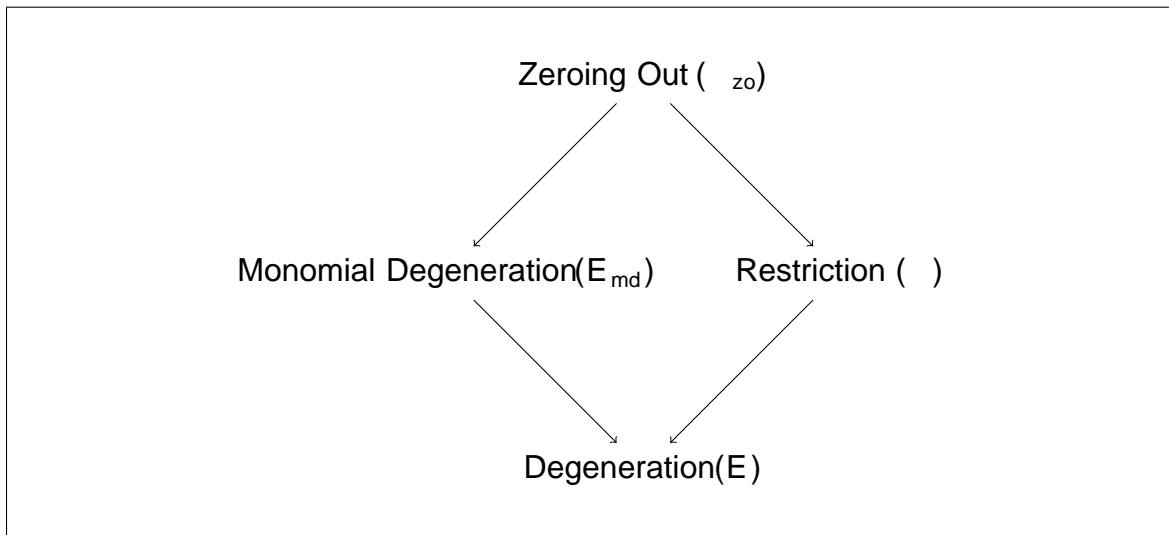 Zeroing Out ( zo)
Monomial Degeneration(E md) Restriction ( )
Degeneration(E)